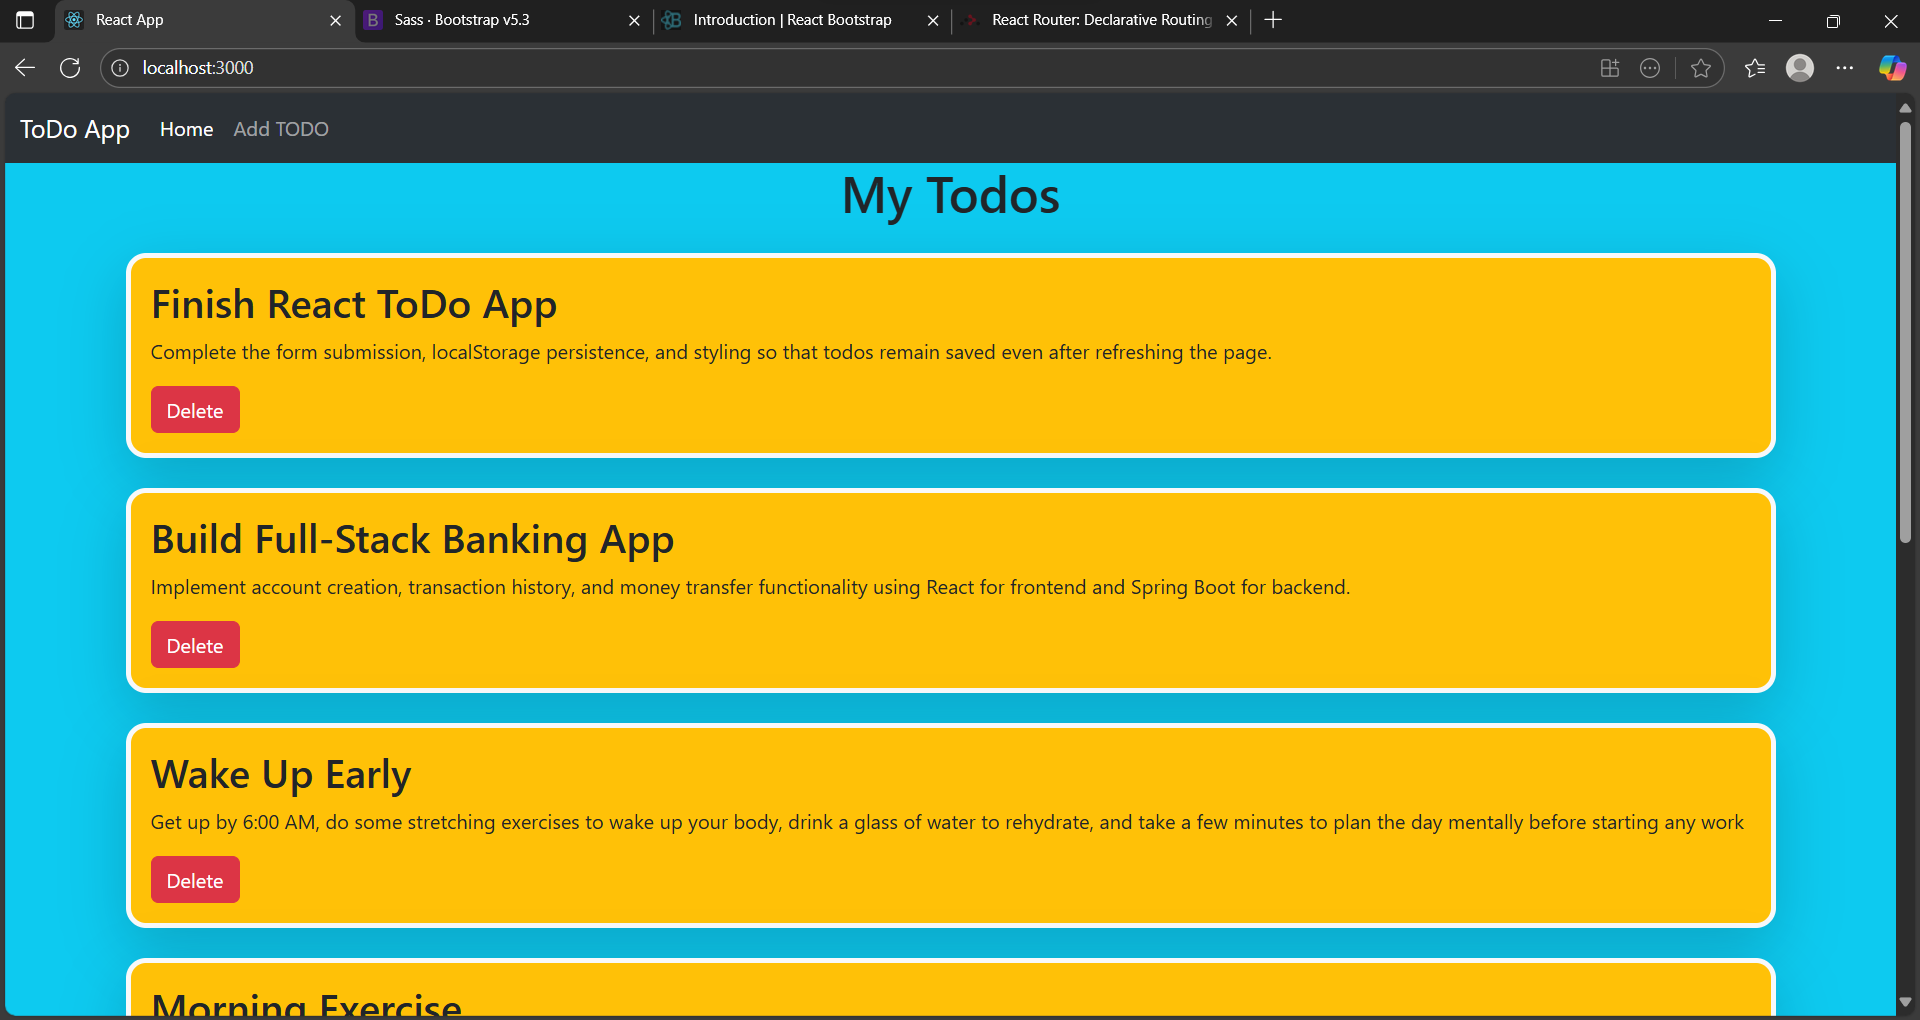 React App
Sass · Bootstrap v5.3
Introduction | React Bootstrap
React Router: Declarative Routing
localhost:3000
ToDo App Home Add TODO
My Todos
Finish React ToDo App
Complete the form submission, localStorage persistence, and styling so that todos remain saved even after refreshing the page.
Delete
Build Full-Stack Banking App
Implement account creation, transaction history, and money transfer functionality using React for frontend and Spring Boot for backend.
Delete
Wake Up Early
Get up by 6:00 AM, do some stretching exercises to wake up your body, drink a glass of water to rehydrate, and take a few minutes to plan the day mentally before starting any work
Delete
Morning Exercise